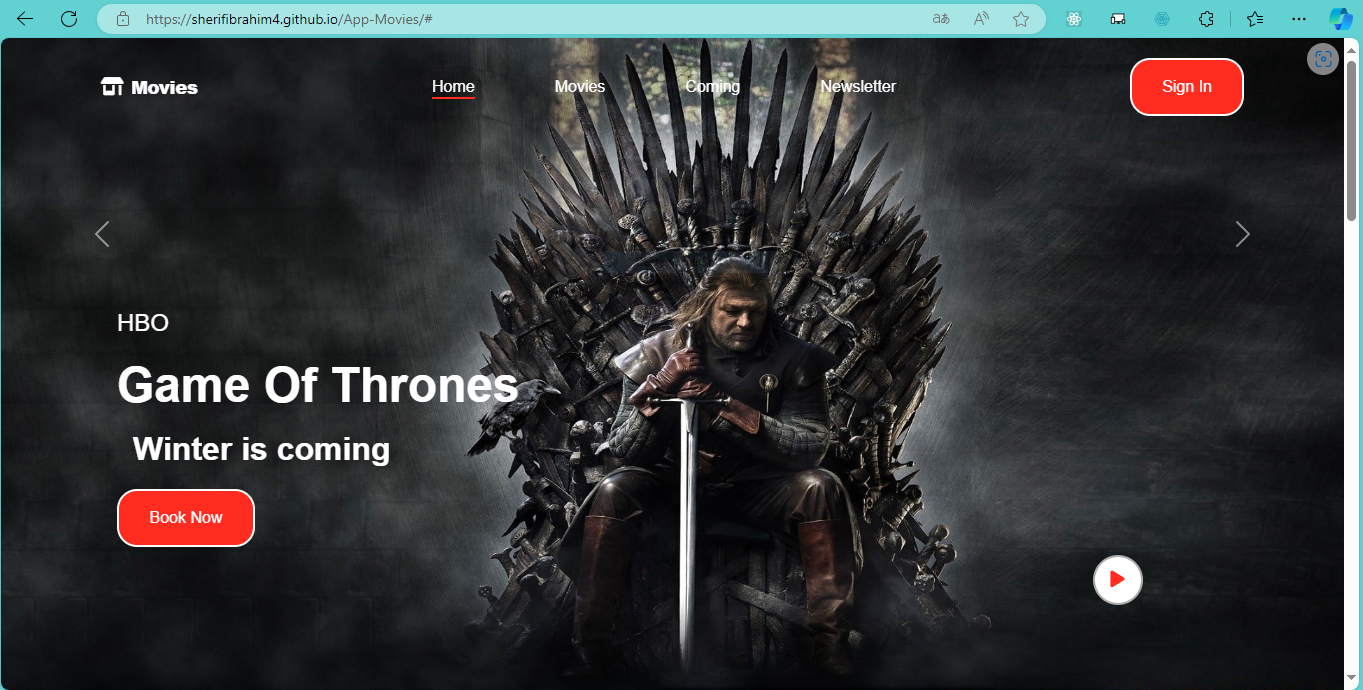 https://sherifibrahim4.github.io/App-Movies/#
Movies
Home
Movies
Coming
Newsletter
Sign In
HBO
Game Of Thrones
Winter is coming
Book Now